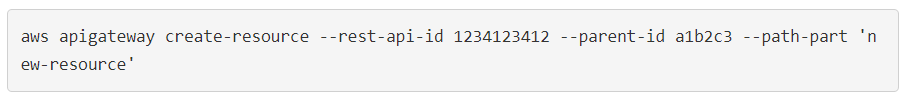 aws apigateway create-resource --rest-api-id 1234123412 --parent-id a1b2c3 --path-part 'n
ew-resource'